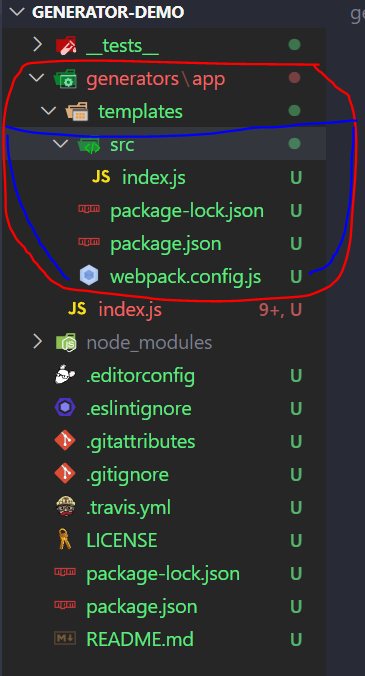 GENERATOR-DEMO
ge
__tests__
generators\app
templates
src
JS index.js U
package-lock.json U
package.json U
webpack.config.js U
JS index.js 9+, U
node_modules
.editorconfig U
.eslintignore U
.gitattributes U
.gitignore U
.travis.yml U
LICENSE U
package-lock.json U
package.json U
README.md U